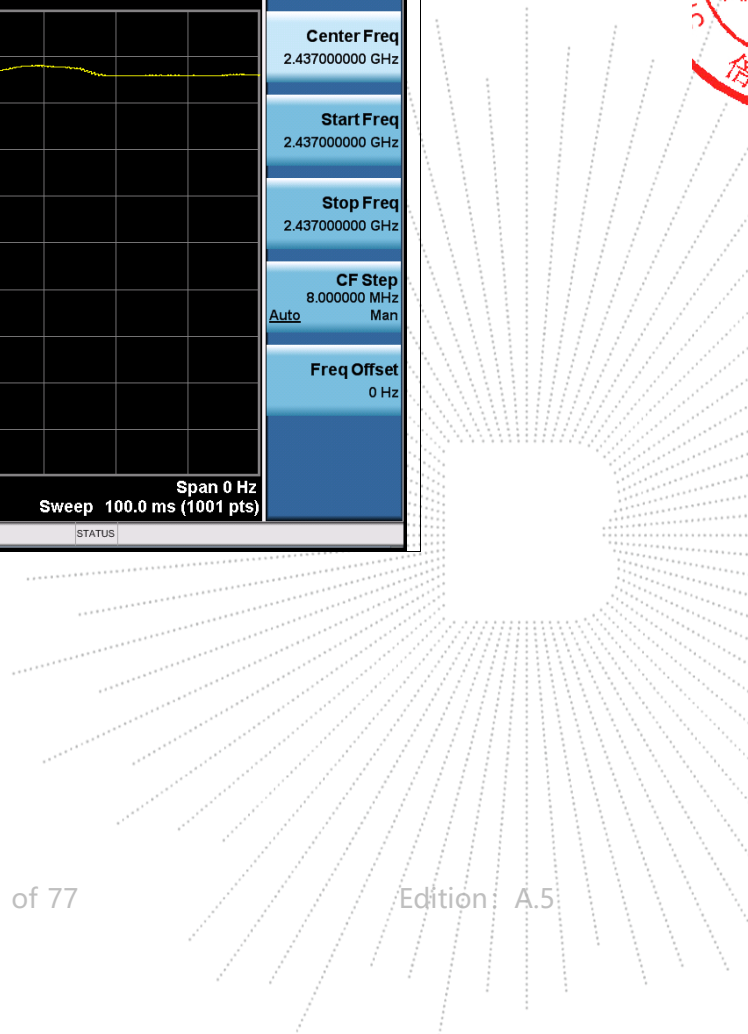 Center Freq
2.437000000 GHz
Start Freq
2.437000000 GHz
Stop Freq
2.437000000 GHz
CF Step
8.000000 MHz
Auto Man
Freq Offset
0 Hz
Span 0 Hz
Sweep 100.0 ms (1001 pts)
STATUS
of 77 Edition: A.5